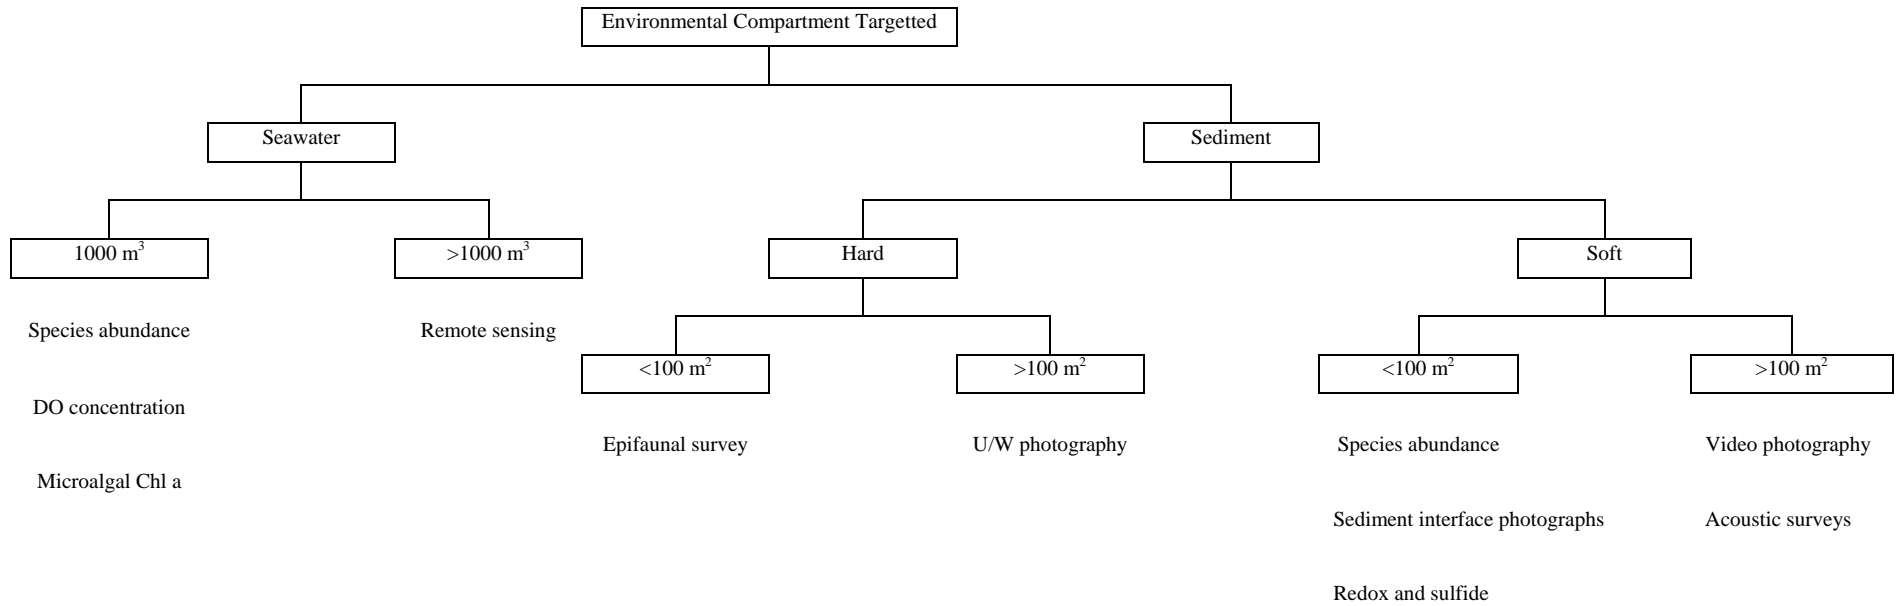 Environmental Compartment Targetted
Seawater
Sediment
1000 m³
>1000 m³
Hard
Soft
Species abundance
Remote sensing
<100 m²
>100 m²
<100 m²
>100 m²
DO concentration
Epifaunal survey
U/W photography
Species abundance
Video photography
Microalgal Chl a
Sediment interface photographs
Acoustic surveys
Redox and sulfide